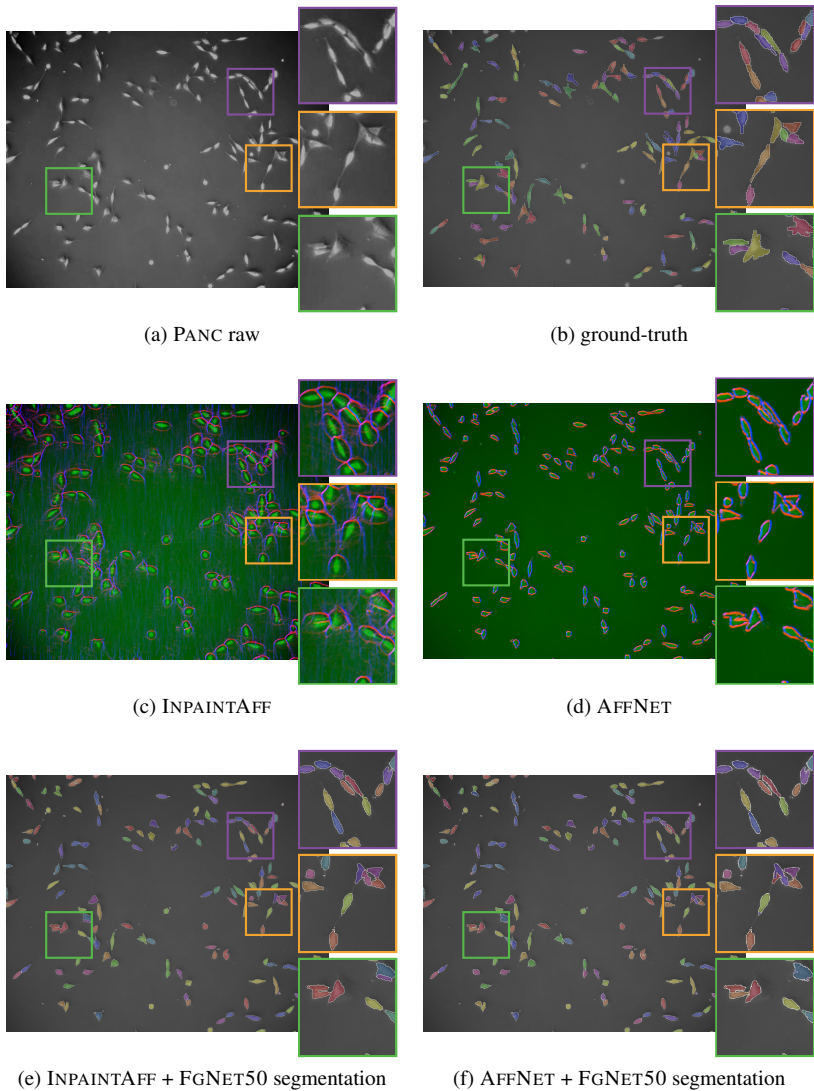 (a) PANC raw
(b) ground-truth
(c) INPAINTAFF
(d) AFFNET
(e) INPAINTAFF + FGNET50 segmentation
(f) AFFNET + FGNET50 segmentation